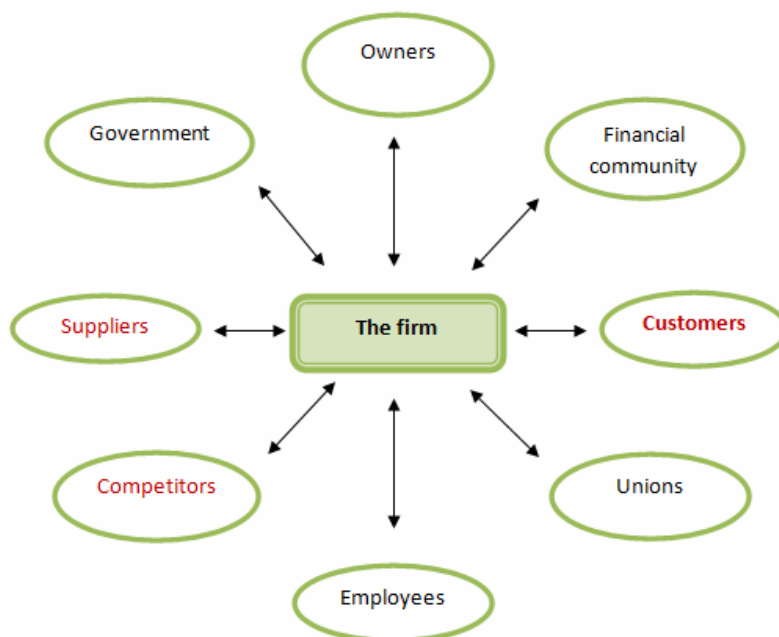 Owners
Government
Financial
community
Suppliers
The firm
Customers
Competitors
Unions
Employees